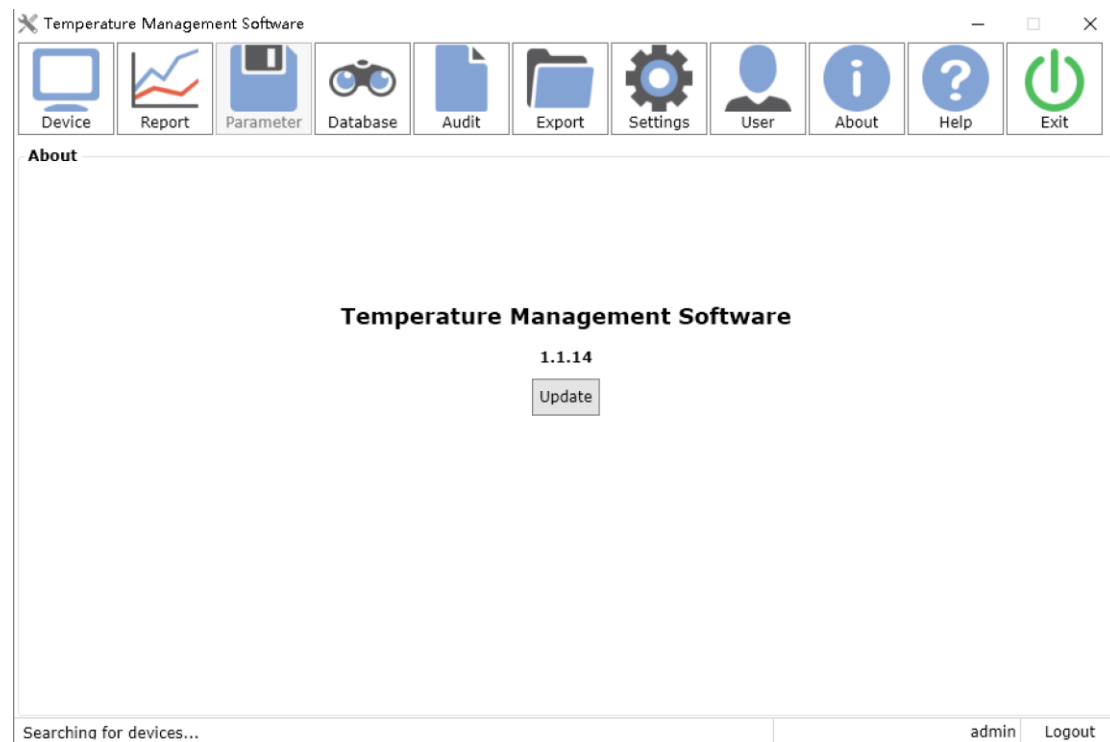 Temperature Management Software
Device Report Parameter Database Audit Export Settings User About Help Exit
About
Temperature Management Software
1.1.14
Update
Searching for devices... admin Logout